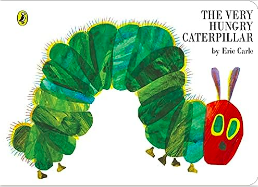 THE VERY
HUNGRY
CATERPILLAR
by Eric Carle